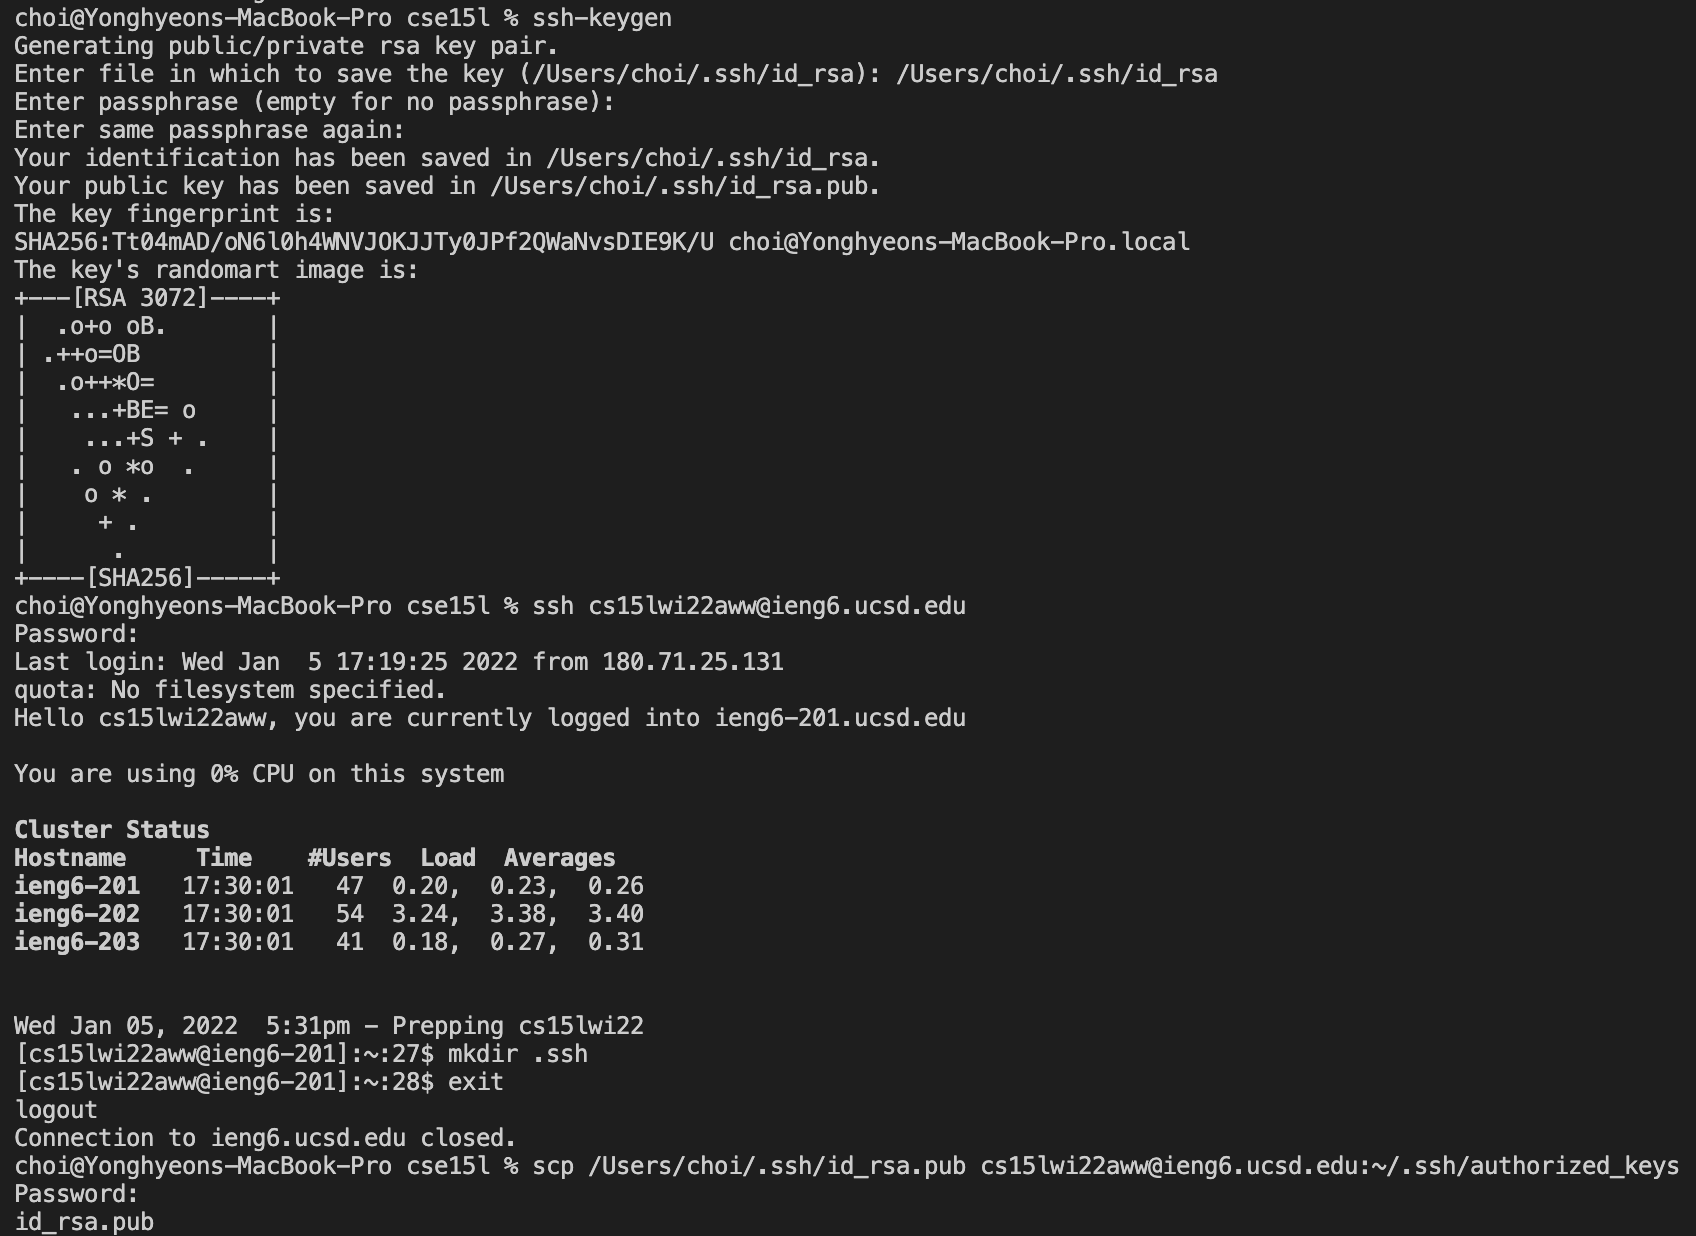 choi@Yonghyeons-MacBook-Pro cse15l % ssh-keygen
Generating public/private rsa key pair.
Enter file in which to save the key (/Users/choi/.ssh/id_rsa): /Users/choi/.ssh/id_rsa
Enter passphrase (empty for no passphrase):
Enter same passphrase again:
Your identification has been saved in /Users/choi/.ssh/id_rsa.
Your public key has been saved in /Users/choi/.ssh/id_rsa.pub.
The key fingerprint is:
SHA256:Tt04mAD/oN6l0h4WNVJOKJJTy0JPf2QWaNvsDIE9K/U choi@Yonghyeons-MacBook-Pro.local
The key's randomart image is:
+---[RSA 3072]----+
|  .o+o oB.       |
| .++o=OB         |
|  .o++*O=        |
|   ...+BE= o     |
|    ...+S + .    |
|   . o *o  .     |
|    o * .        |
|     + .         |
|      .          |
+----[SHA256]-----+
choi@Yonghyeons-MacBook-Pro cse15l % ssh cs15lwi22aww@ieng6.ucsd.edu
Password:
Last login: Wed Jan  5 17:19:25 2022 from 180.71.25.131
quota: No filesystem specified.
Hello cs15lwi22aww, you are currently logged into ieng6-201.ucsd.edu
You are using 0% CPU on this system
Cluster Status
Hostname     Time    #Users  Load  Averages
ieng6-201   17:30:01   47  0.20,  0.23,  0.26
ieng6-202   17:30:01   54  3.24,  3.38,  3.40
ieng6-203   17:30:01   41  0.18,  0.27,  0.31
Wed Jan 05, 2022  5:31pm - Prepping cs15lwi22
[cs15lwi22aww@ieng6-201]:~:27$ mkdir .ssh
[cs15lwi22aww@ieng6-201]:~:28$ exit
logout
Connection to ieng6.ucsd.edu closed.
choi@Yonghyeons-MacBook-Pro cse15l % scp /Users/choi/.ssh/id_rsa.pub cs15lwi22aww@ieng6.ucsd.edu:~/.ssh/authorized_keys
Password:
id_rsa.pub